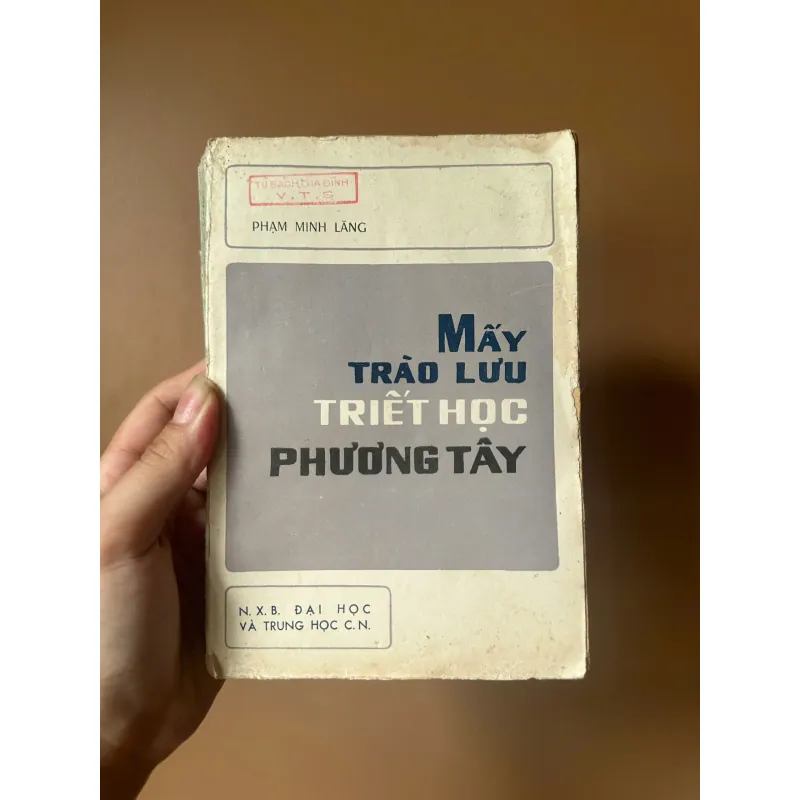 TỦ SÁCH GIA ĐÌNH
V.T.S
PHẠM MINH LĂNG
MẤY
TRÀO LƯU
TRIẾT HỌC
PHƯƠNG TÂY
N.X.B. ĐẠI HỌC
VÀ TRUNG HỌC C.N.